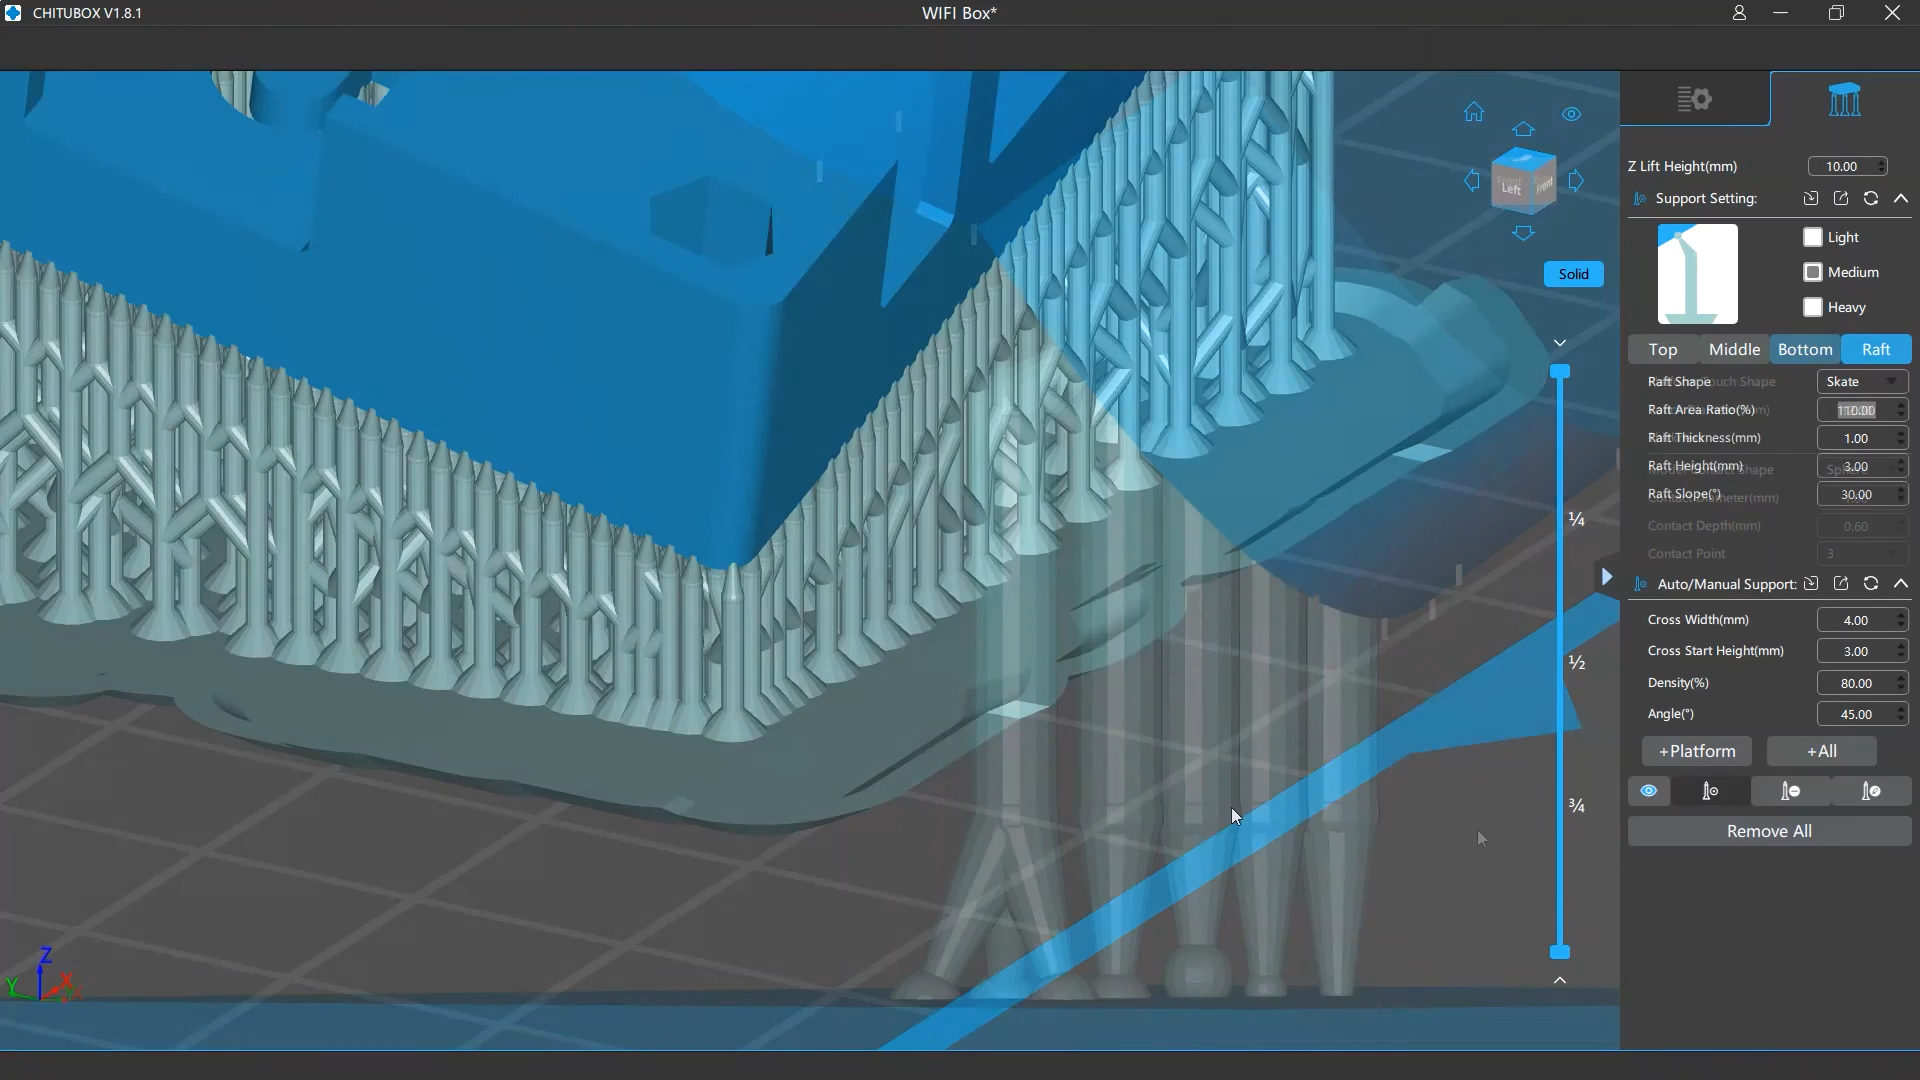 CHITUBOX V1.8.1
WIFI Box*
Z Lift Height(mm) 10.00
Support Setting:
Light
Medium
Heavy
Top Middle Bottom Raft
Raft Shape Skate
Raft Area Ratio(%) 110.00
Raft Thickness(mm) 1.00
Raft Height(mm) 3.00
Raft Slope(°) 30.00
Contact Depth(mm) 0.60
Contact Point 3
Auto/Manual Support:
Cross Width(mm) 4.00
Cross Start Height(mm) 3.00
Density(%) 80.00
Angle(°) 45.00
+Platform +All
Remove All
Solid
Left Front
¼
½
¾
Z
Y X